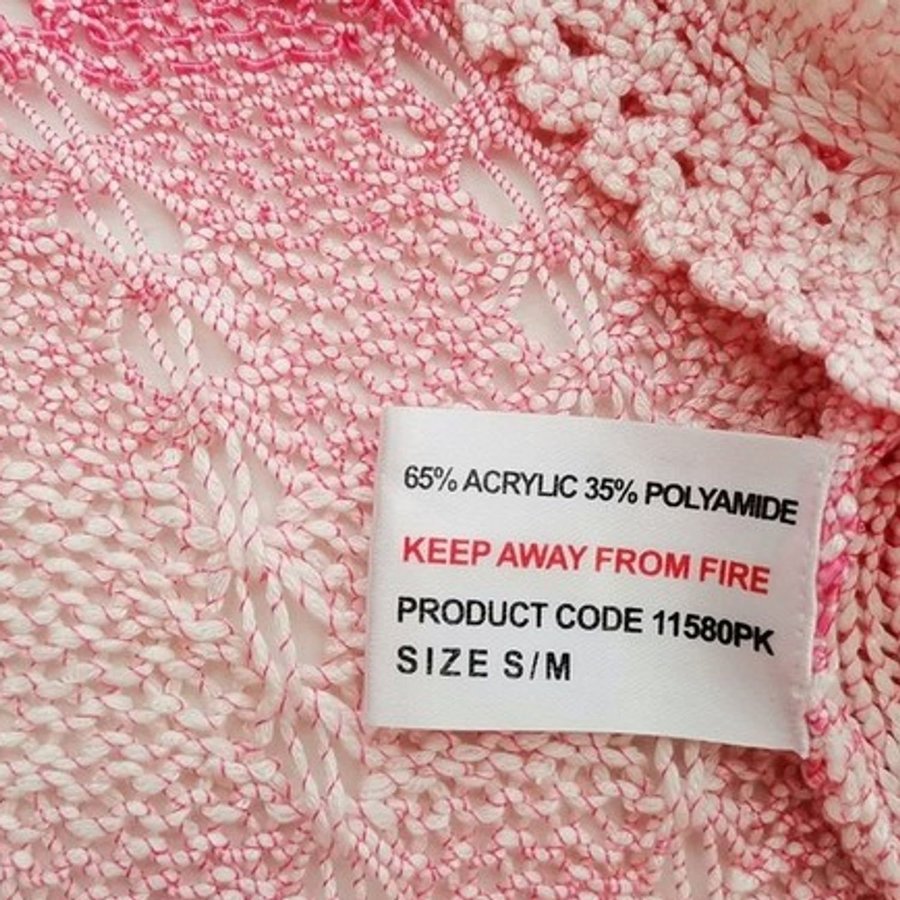 65% ACRYLIC 35% POLYAMIDE
KEEP AWAY FROM FIRE
PRODUCT CODE 11580PK
SIZE S/M